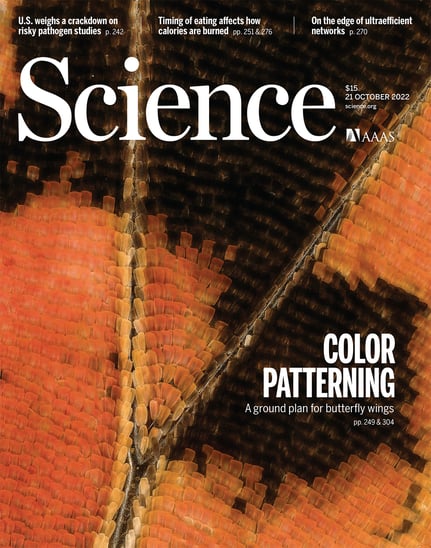 U.S. weighs a crackdown on
risky pathogen studies p. 242
Timing of eating affects how
calories are burned pp. 251 & 276
On the edge of ultraefficient
networks p. 270
Science
$15
21 OCTOBER 2022
science.org
AAAS
COLOR
PATTERNING
A ground plan for butterfly wings
pp. 249 & 304